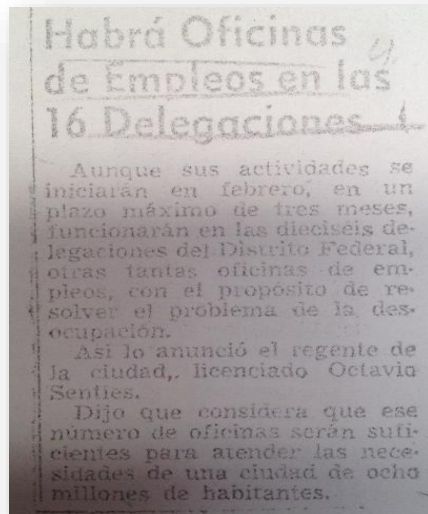 Habrá Oficinas
de Empleos en las
16 Delegaciones
Aunque sus actividades se
iniciarán en febrero, en un
plazo máximo de tres meses,
funcionarán en las dieciséis de-
legaciones del Distrito Federal,
otras tantas oficinas de em-
pleos, con el propósito de re-
solver el problema de la des-
ocupación.
Asi lo anunció el regente de
la ciudad,. licenciado Octavio
Senties.
Dijo que considera que ese
número de oficinas serán sufi-
cientes para atender las nece-
sidades de una ciudad de ocho
millones de habitantes.